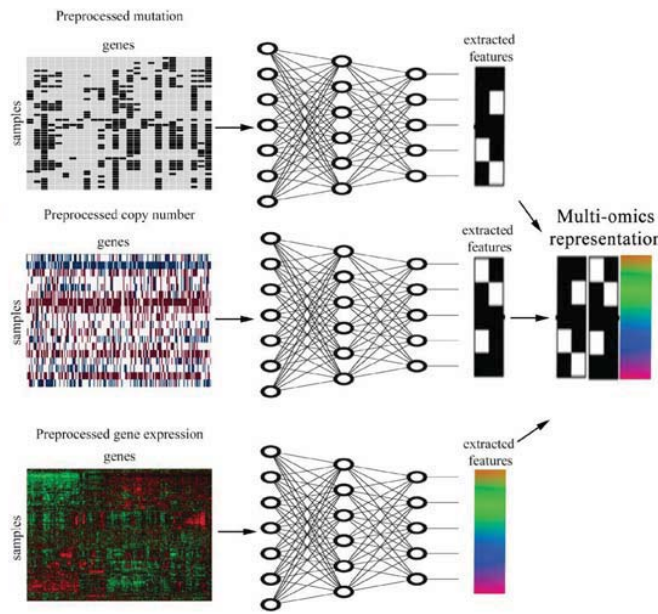 Preprocessed mutation
genes
samples
extracted
features
Preprocessed copy number
genes
samples
extracted
features
Multi-omics
representation
Preprocessed gene expression
genes
samples
extracted
features